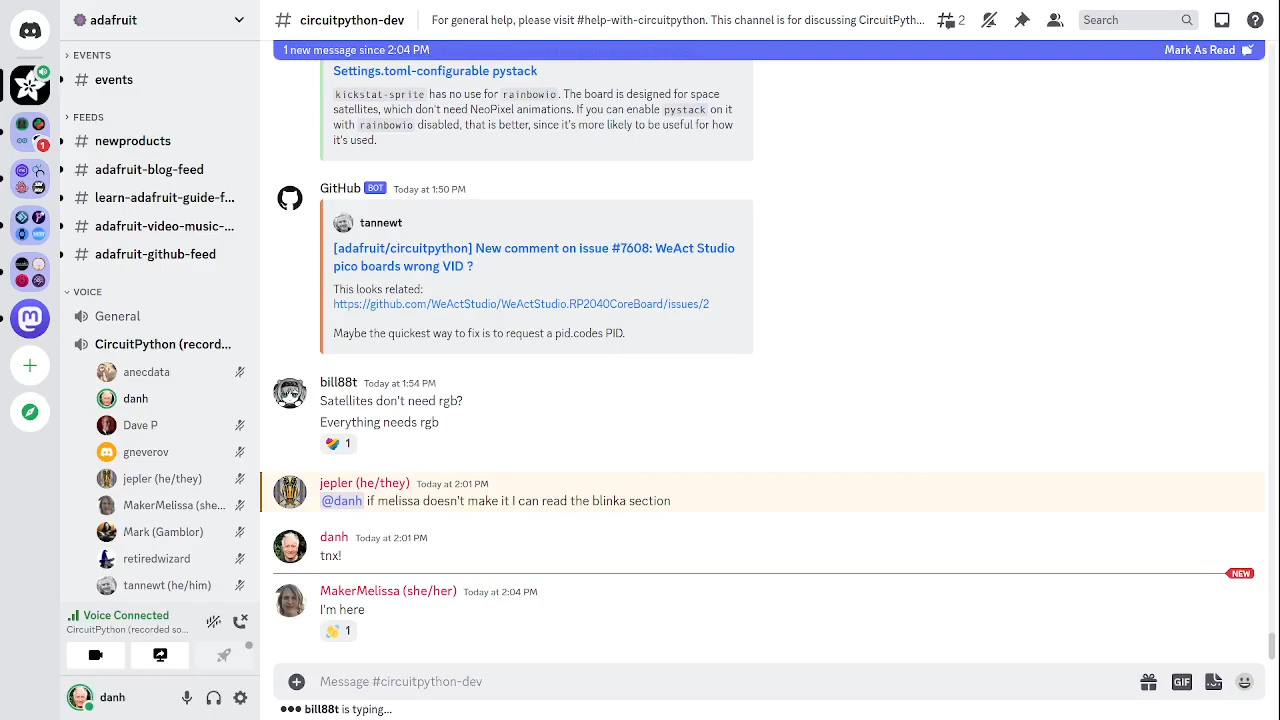 adafruit
EVENTS
events
FEEDS
newproducts
adafruit-blog-feed
learn-adafruit-guide-f...
adafruit-video-music-...
adafruit-github-feed
VOICE
General
CircuitPython (record...
anecdata
danh
Dave P
gneverov
jepler (he/they)
MakerMelissa (she...
Mark (Gamblor)
retiredwizard
tannewt (he/him)
Voice Connected
CircuitPython (recorded so...
danh
1
circuitpython-dev
For general help, please visit #help-with-circuitpython. This channel is for discussing CircuitPyth...
2
Search
1 new message since 2:04 PM
Mark As Read
Settings.toml-configurable pystack
kickstat-sprite has no use for rainbowio. The board is designed for space
satellites, which don't need NeoPixel animations. If you can enable pystack on it
with rainbowio disabled, that is better, since it's more likely to be useful for how
it's used.
GitHub BOT Today at 1:50 PM
tannewt
[adafruit/circuitpython] New comment on issue #7608: WeAct Studio
pico boards wrong VID ?
This looks related:
https://github.com/WeActStudio/WeActStudio.RP2040CoreBoard/issues/2
Maybe the quickest way to fix is to request a pid.codes PID.
bill88t Today at 1:54 PM
Satellites don't need rgb?
Everything needs rgb
1
jepler (he/they) Today at 2:01 PM
@danh if melissa doesn't make it I can read the blinka section
danh Today at 2:01 PM
tnx!
NEW
MakerMelissa (she/her) Today at 2:04 PM
I'm here
1
Message #circuitpython-dev
GIF
bill88t is typing...